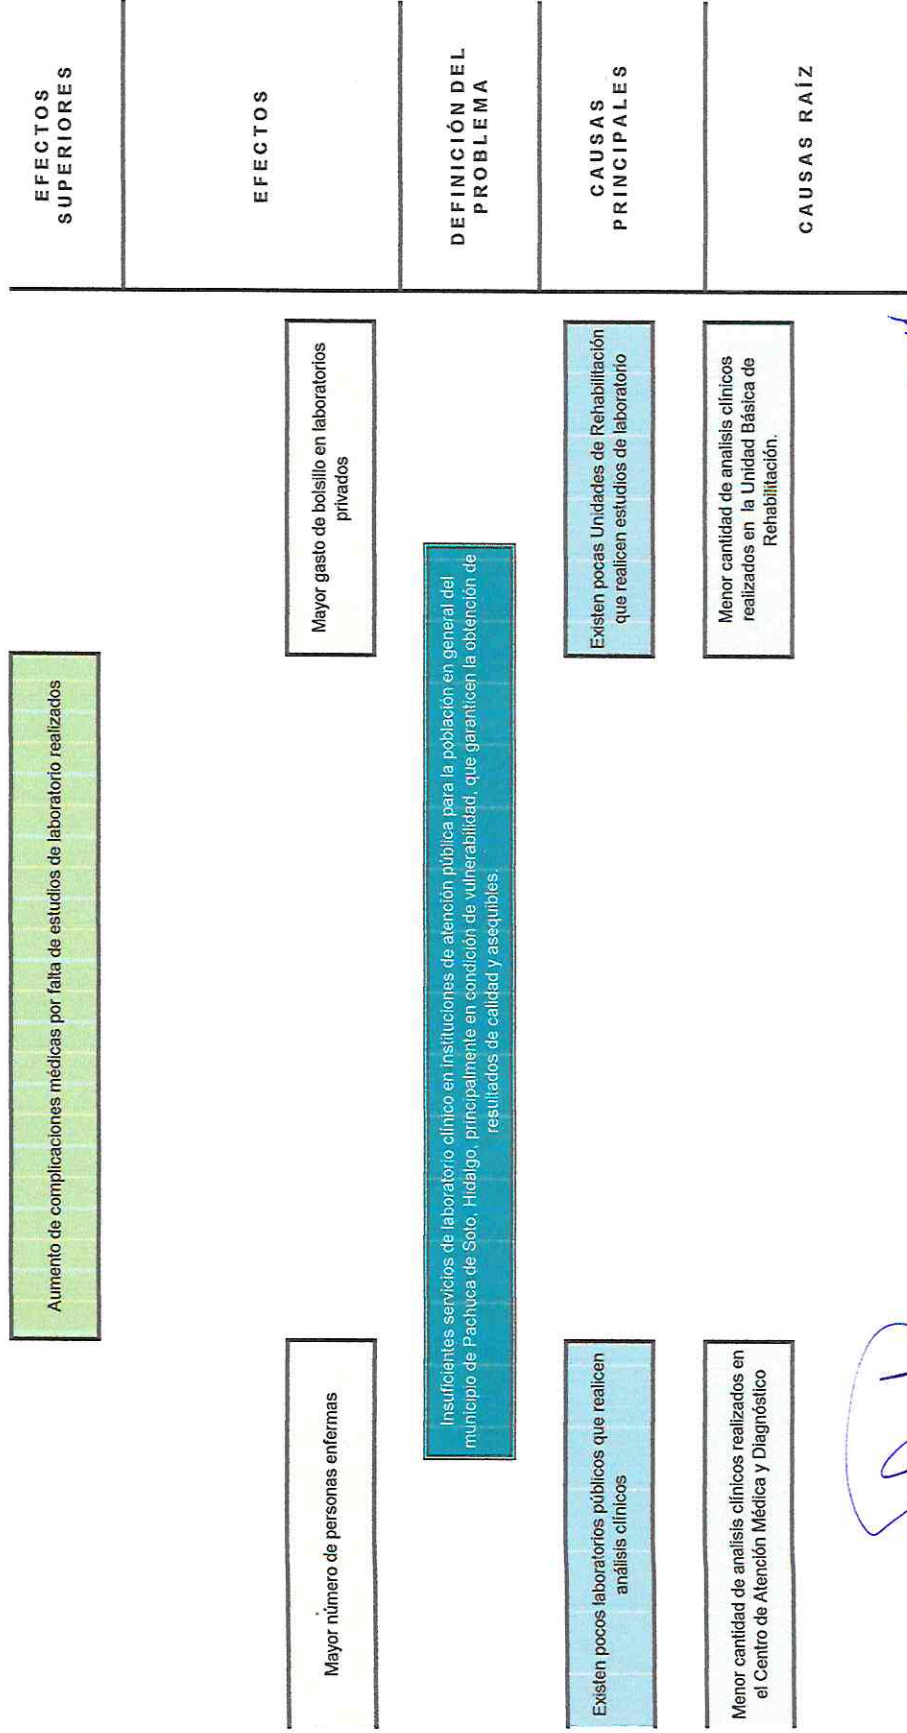 EFECTOS
SUPERIORES
Aumento de complicaciones médicas por falta de estudios de laboratorio realizados
EFECTOS
Mayor número de personas enfermas
Mayor gasto de bolsillo en laboratorios
privados
DEFINICIÓN DEL
PROBLEMA
Insuficientes servicios de laboratorio clínico en instituciones de atención pública para la población en general del
municipio de Pachuca de Soto, Hidalgo, principalmente en condición de vulnerabilidad, que garanticen la obtención de
resultados de calidad y asequibles.
CAUSAS
PRINCIPALES
Existen pocos laboratorios públicos que realicen
análisis clínicos
Existen pocas Unidades de Rehabilitación
que realicen estudios de laboratorio
CAUSAS RAÍZ
Menor cantidad de analisis clínicos realizados en
el Centro de Atención Médica y Diagnóstico
Menor cantidad de analisis clínicos
realizados en la Unidad Básica de
Rehabilitación.